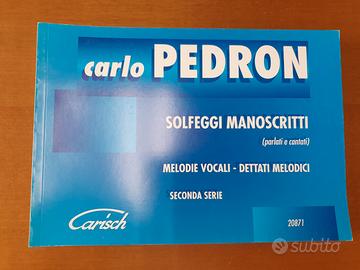 carlo PEDRON
SOLFEGGI MANOSCRITTI
(parlati e cantati)
MELODIE VOCALI - DETTATI MELODICI
SECONDA SERIE
Carisch
20871
subito